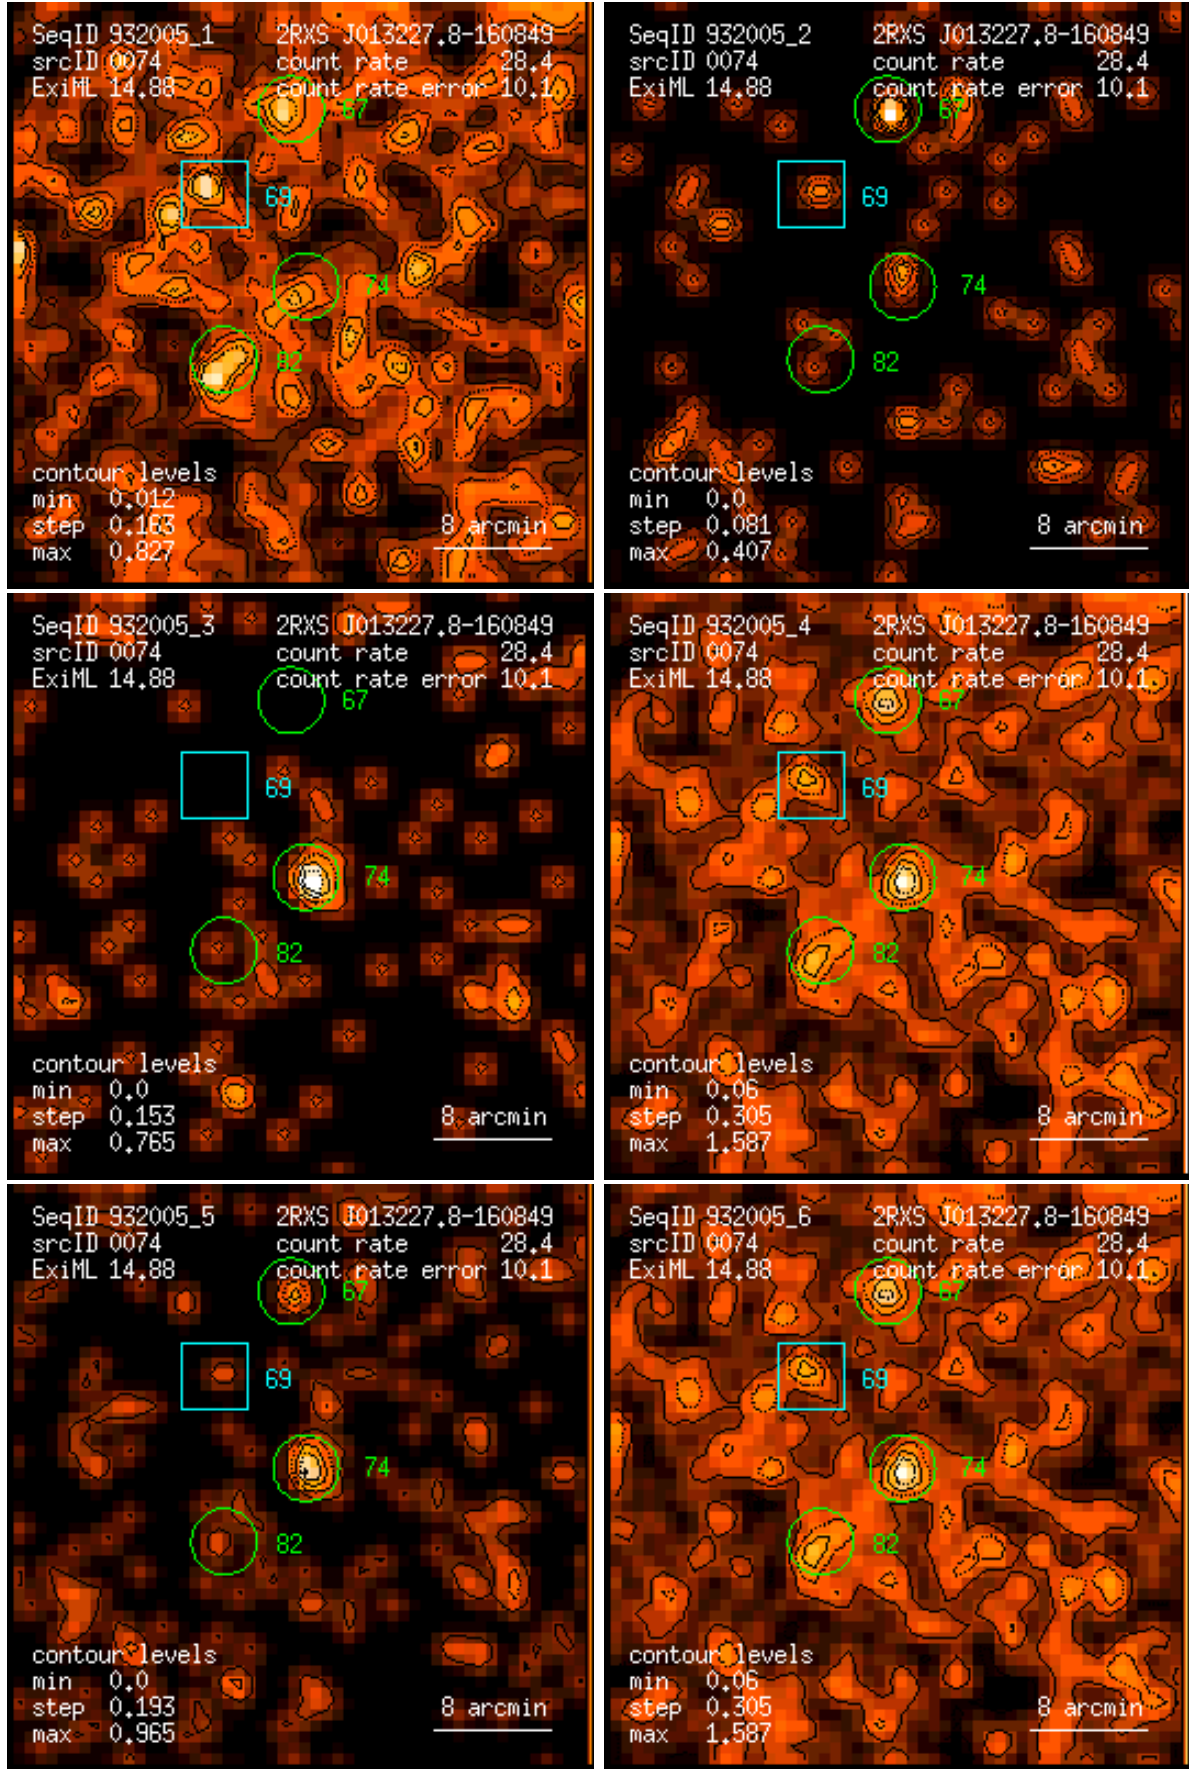 SeqID 932005_1 2RXS J013227.8-160849
srcID 0074 count rate 28.4
ExiML 14.88 count rate error 10.1
67
69
74
82
contour levels
min 0.012
step 0.163 8 arcmin
max 0.827
SeqID 932005_2 2RXS J013227.8-160849
srcID 0074 count rate 28.4
ExiML 14.88 count rate error 10.1
67
69
74
82
contour levels
min 0.0
step 0.081 8 arcmin
max 0.407
SeqID 932005_3 2RXS J013227.8-160849
srcID 0074 count rate 28.4
ExiML 14.88 count rate error 10.1
67
69
74
82
contour levels
min 0.0
step 0.153 8 arcmin
max 0.765
SeqID 932005_4 2RXS J013227.8-160849
srcID 0074 count rate 28.4
ExiML 14.88 count rate error 10.1
67
69
74
82
contour levels
min 0.06
step 0.305 8 arcmin
max 1.587
SeqID 932005_5 2RXS J013227.8-160849
srcID 0074 count rate 28.4
ExiML 14.88 count rate error 10.1
67
69
74
82
contour levels
min 0.0
step 0.193 8 arcmin
max 0.965
SeqID 932005_6 2RXS J013227.8-160849
srcID 0074 count rate 28.4
ExiML 14.88 count rate error 10.1
67
69
74
82
contour levels
min 0.06
step 0.305 8 arcmin
max 1.587